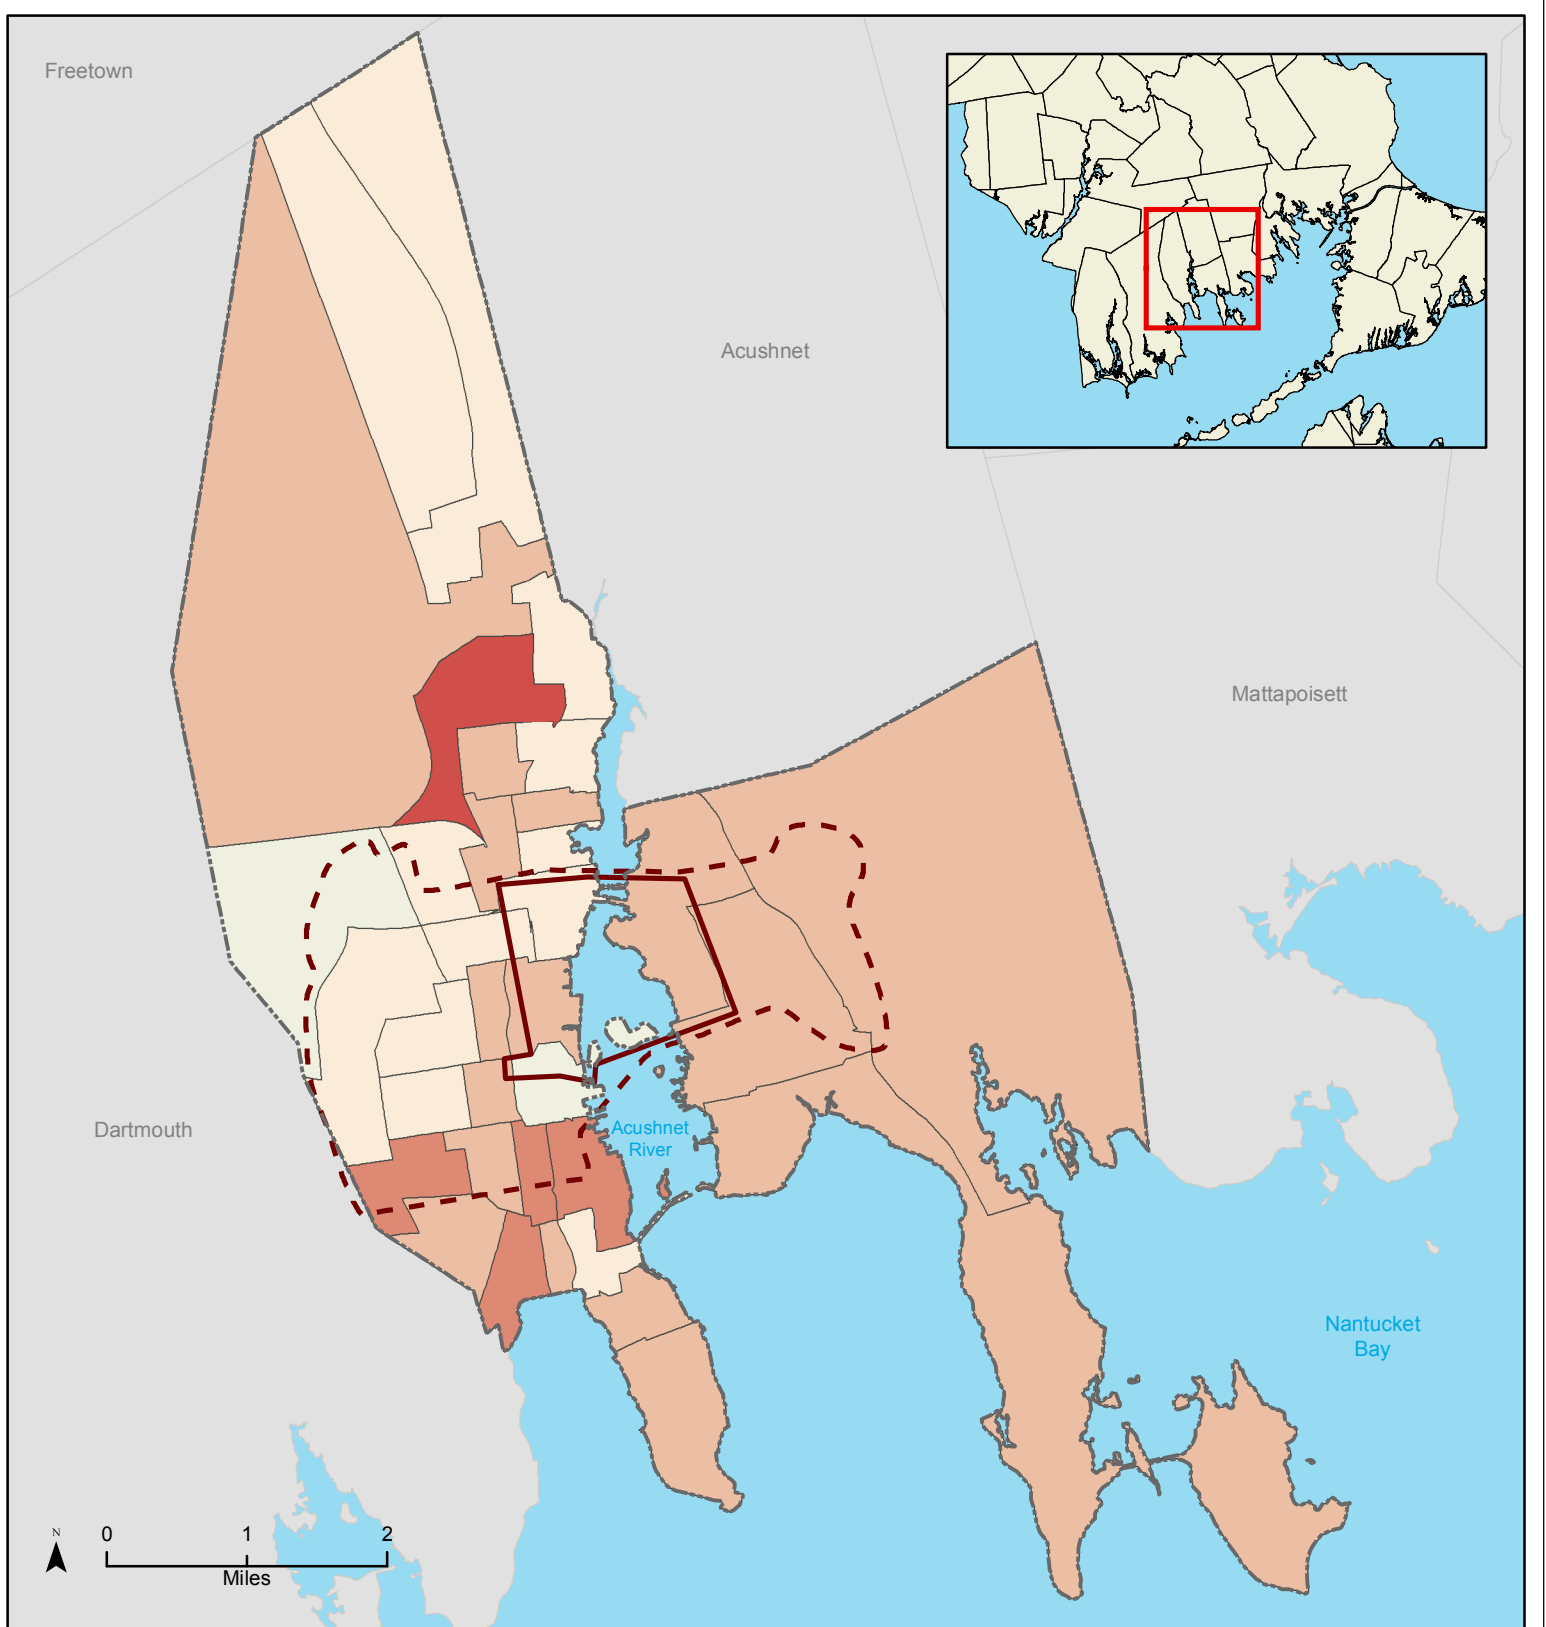 Freetown
Acushnet
Mattapoisett
Dartmouth
Acushnet
River
Nantucket
Bay
N
0 1 2
Miles